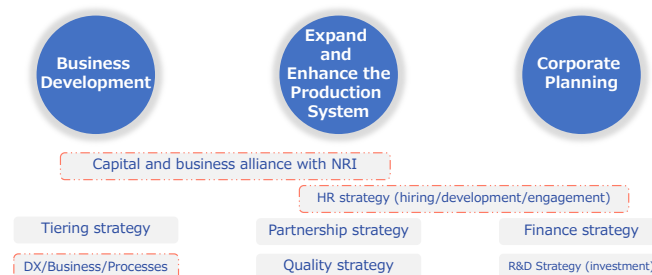 Business
Development
Expand
and
Enhance the
Production
System
Corporate
Planning
Capital and business alliance with NRI
HR strategy (hiring/development/engagement)
Tiering strategy
Partnership strategy
Finance strategy
DX/Business/Processes
Quality strategy
R&D Strategy (investment)